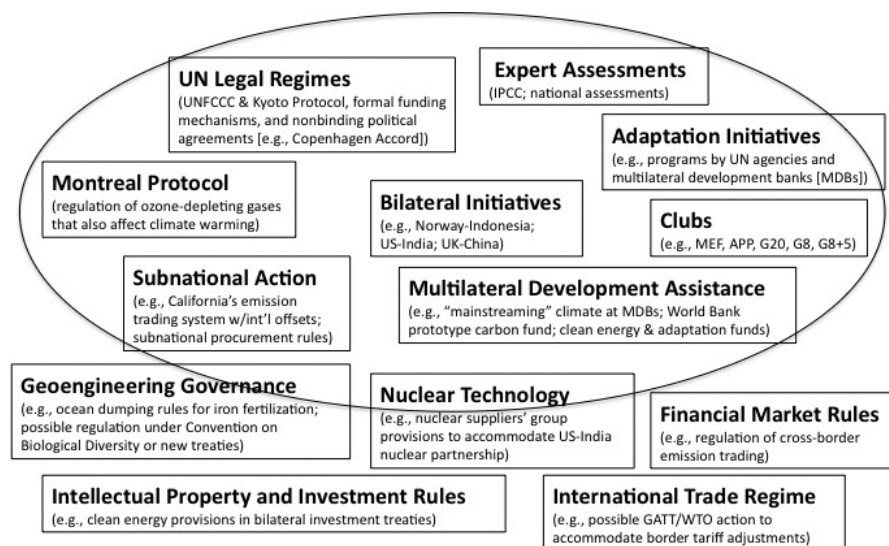 UN Legal Regimes
(UNFCCC & Kyoto Protocol, formal funding
mechanisms, and nonbinding political
agreements [e.g., Copenhagen Accord])
Expert Assessments
(IPCC; national assessments)
Adaptation Initiatives
(e.g., programs by UN agencies and
multilateral development banks [MDBs])
Montreal Protocol
(regulation of ozone-depleting gases
that also affect climate warming)
Bilateral Initiatives
(e.g., Norway-Indonesia;
US-India; UK-China)
Clubs
(e.g., MEF, APP, G20, G8, G8+5)
Subnational Action
(e.g., California's emission
trading system w/int'l offsets;
subnational procurement rules)
Multilateral Development Assistance
(e.g., "mainstreaming" climate at MDBs; World Bank
prototype carbon fund; clean energy & adaptation funds)
Geoengineering Governance
(e.g., ocean dumping rules for iron fertilization;
possible regulation under Convention on
Biological Diversity or new treaties)
Nuclear Technology
(e.g., nuclear suppliers' group
provisions to accommodate US-India
nuclear partnership)
Financial Market Rules
(e.g., regulation of cross-border
emission trading)
Intellectual Property and Investment Rules
(e.g., clean energy provisions in bilateral investment treaties)
International Trade Regime
(e.g., possible GATT/WTO action to
accommodate border tariff adjustments)